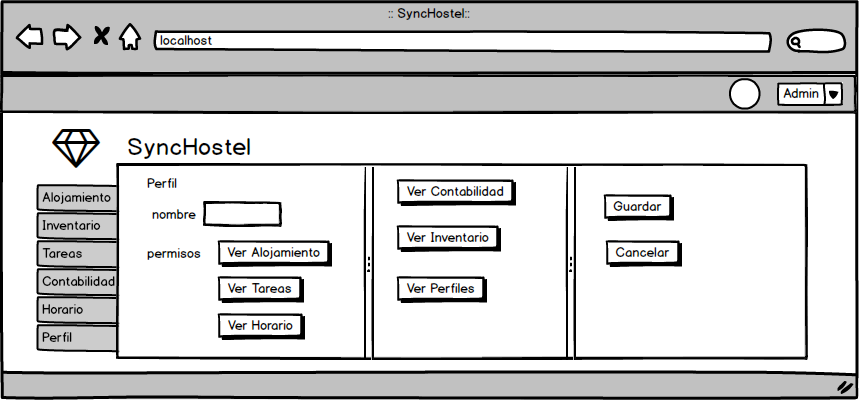 :: SyncHostel::
localhost
Admin
SyncHostel
Alojamiento
Inventario
Tareas
Contabilidad
Horario
Perfil
Perfil
nombre
permisos
Ver Alojamiento
Ver Tareas
Ver Horario
Ver Contabilidad
Ver Inventario
Ver Perfiles
Guardar
Cancelar